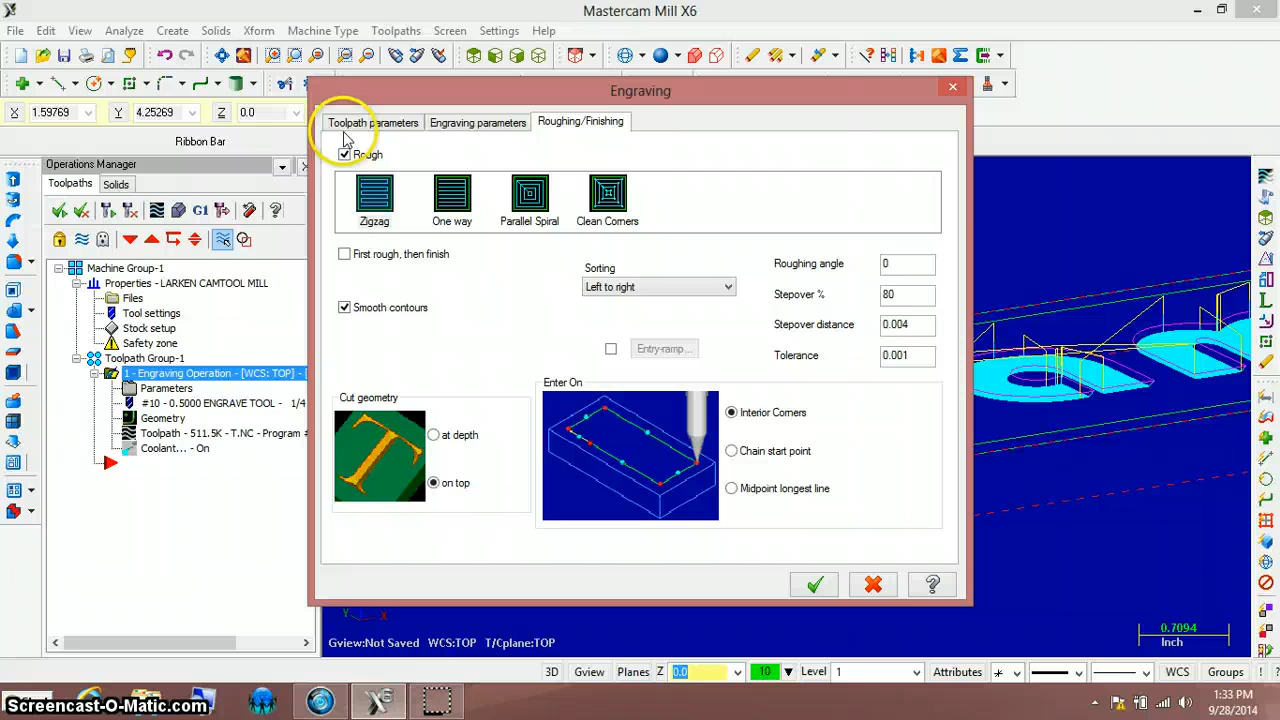 Mastercam Mill X6
File Edit View Analyze Create Solids Xform Machine Type Toolpaths Screen Settings Help
X 1.59769 Y 4.25269 Z 0.0
Ribbon Bar
Operations Manager
Toolpaths Solids
G1
Machine Group-1
Properties - LARKEN CAMTOOL MILL
Files
Tool settings
Stock setup
Safety zone
Toolpath Group-1
1 - Engraving Operation - [WCS: TOP] - [
Parameters
#10 - 0.5000 ENGRAVE TOOL - 1/4
Geometry
Toolpath - 511.5K - T.NC - Program #
Coolant... - On
Engraving
Toolpath parameters Engraving parameters Roughing/Finishing
Rough
Zigzag One way Parallel Spiral Clean Corners
First rough, then finish
Smooth contours
Sorting
Left to right
Entry-ramp...
Roughing angle 0
Stepover % 80
Stepover distance 0.004
Tolerance 0.001
Cut geometry
at depth
on top
Enter On
Interior Corners
Chain start point
Midpoint longest line
Y X
Gview:Not Saved WCS:TOP T/Cplane:TOP
0.7094
Inch
3D Gview Planes Z 0.0 10 Level 1 Attributes WCS Groups
Screencast-O-Matic.com
1:33 PM
9/28/2014